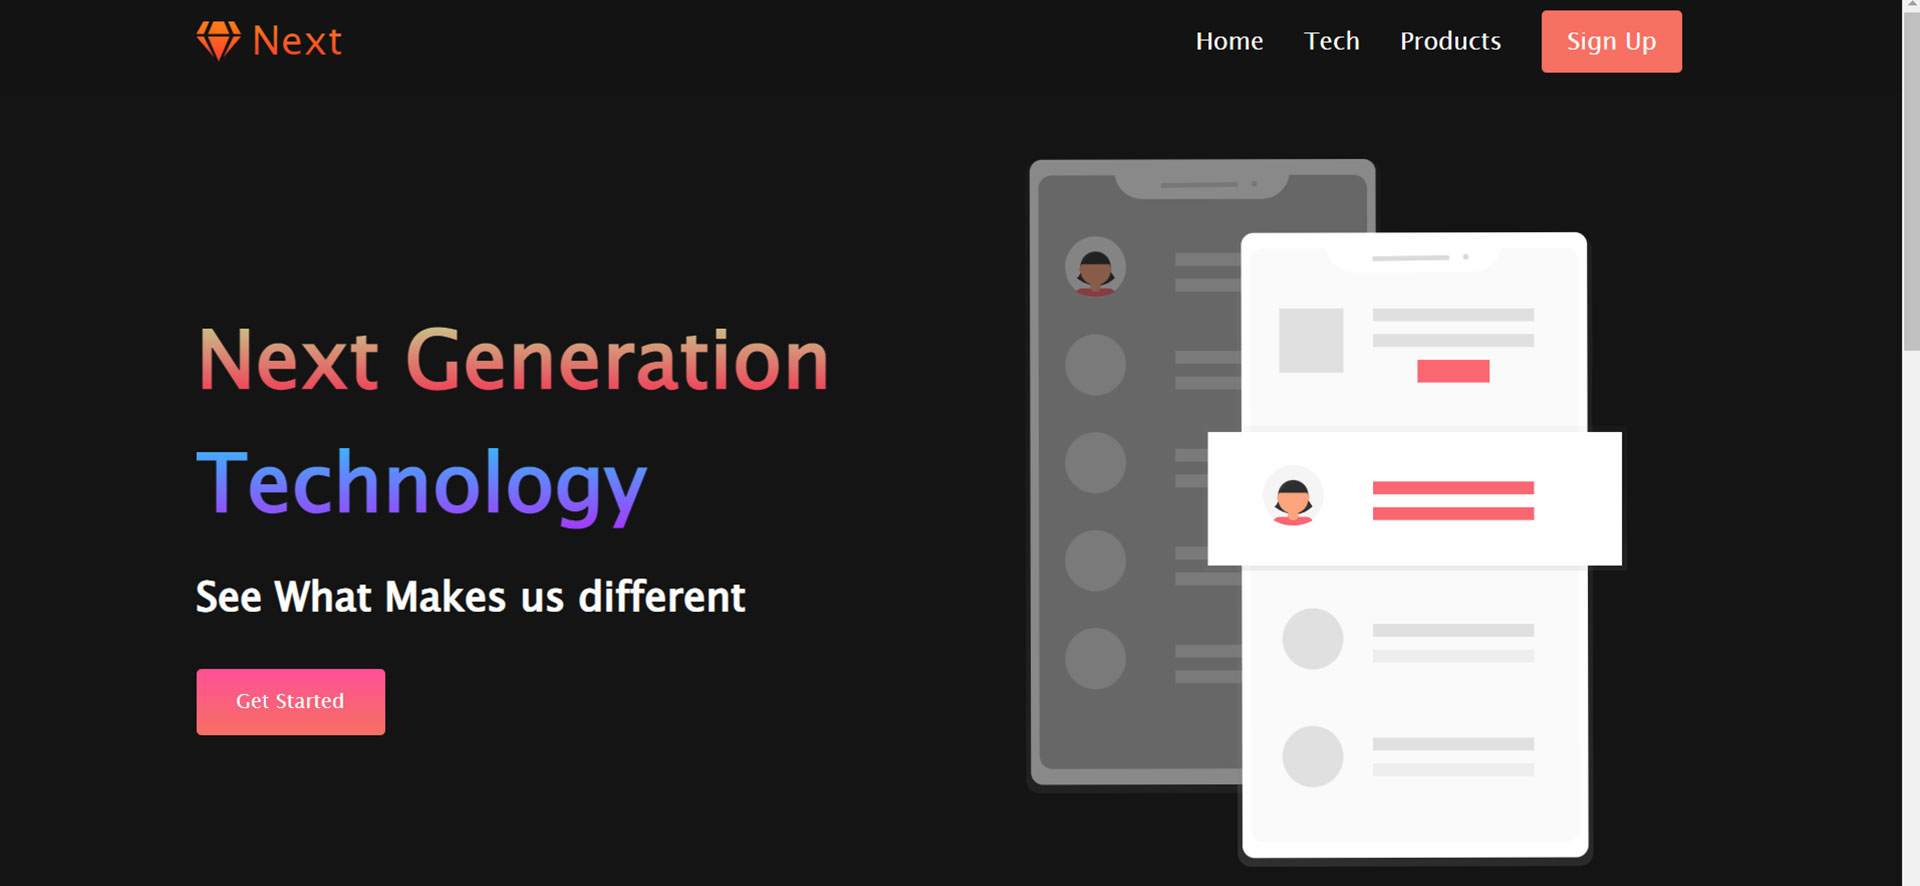 Next
Home Tech Products Sign Up
Next Generation
Technology
See What Makes us different
Get Started